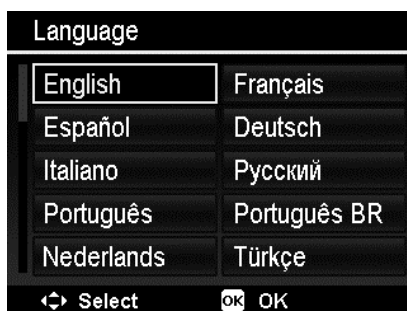 Language
English Français
Español Deutsch
Italiano Русский
Português Português BR
Nederlands Türkçe
Select OK OK